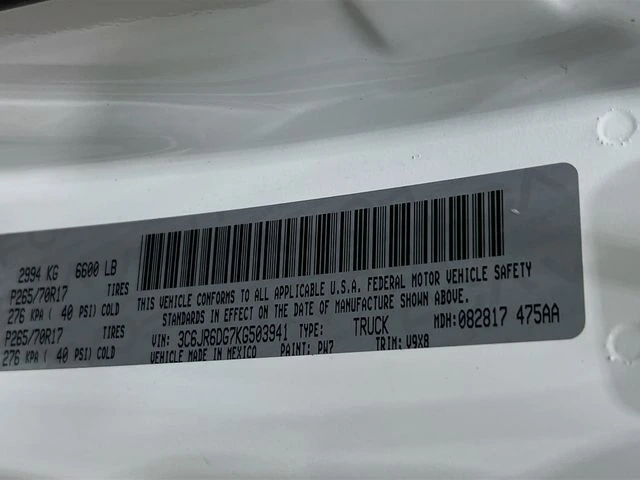 2994 KG 6600 LB
P265/70R17 TIRES
276 KPA ( 40 PSI) COLD
P265/70R17 TIRES
276 KPA ( 40 PSI) COLD
THIS VEHICLE CONFORMS TO ALL APPLICABLE U.S.A. FEDERAL MOTOR VEHICLE SAFETY
STANDARDS IN EFFECT ON THE DATE OF MANUFACTURE SHOWN ABOVE.
VIN: 3C6JR6DG7KG503941 TYPE: TRUCK MDH: 082817 475AA
VEHICLE MADE IN MEXICO PAINT: PW7 TRIM: V9X8